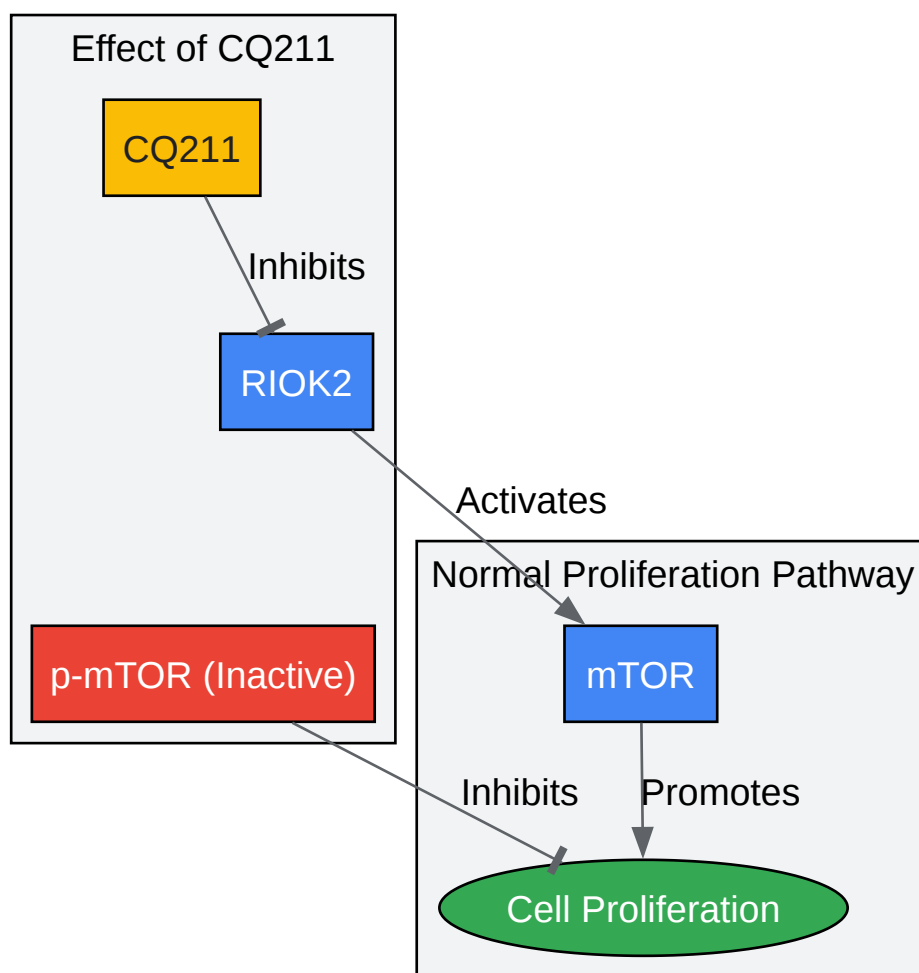 Effect of CQ211
CQ211
Inhibits
RIOK2
Activates
Normal Proliferation Pathway
p-mTOR (Inactive)
mTOR
Inhibits
Promotes
Cell Proliferation